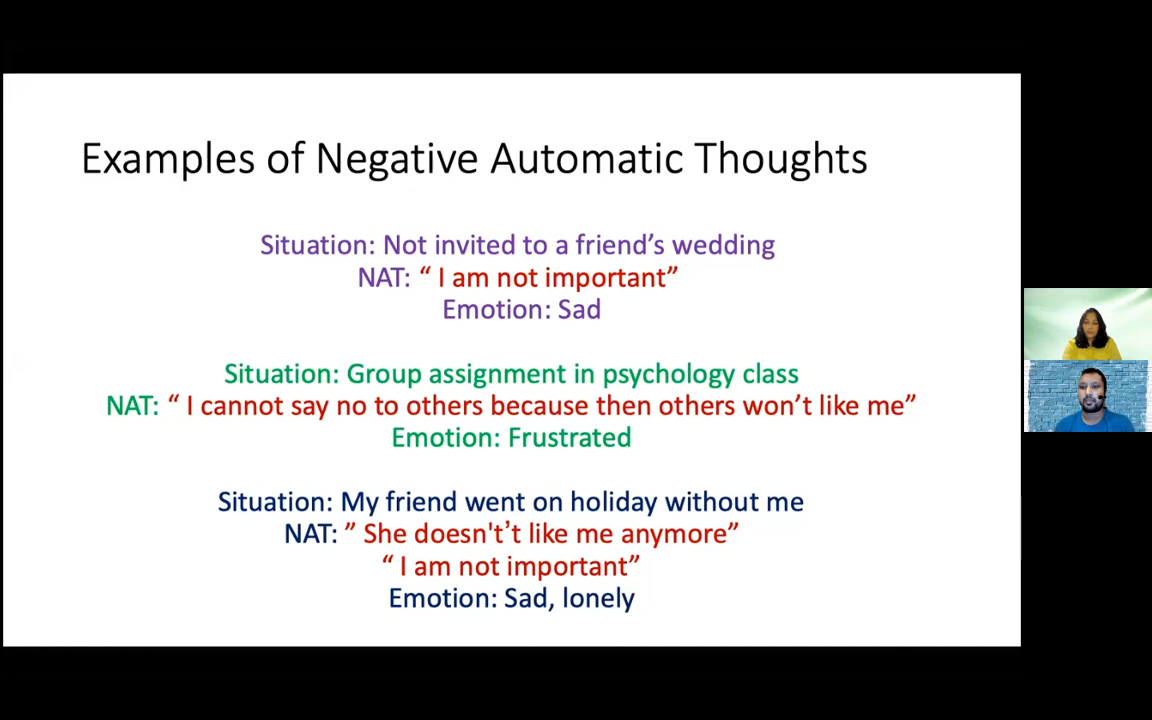 Examples of Negative Automatic Thoughts
Situation: Not invited to a friend’s wedding
NAT: “ I am not important”
Emotion: Sad
Situation: Group assignment in psychology class
NAT: “ I cannot say no to others because then others won’t like me”
Emotion: Frustrated
Situation: My friend went on holiday without me
NAT: ” She doesn't’t like me anymore”
“ I am not important”
Emotion: Sad, lonely